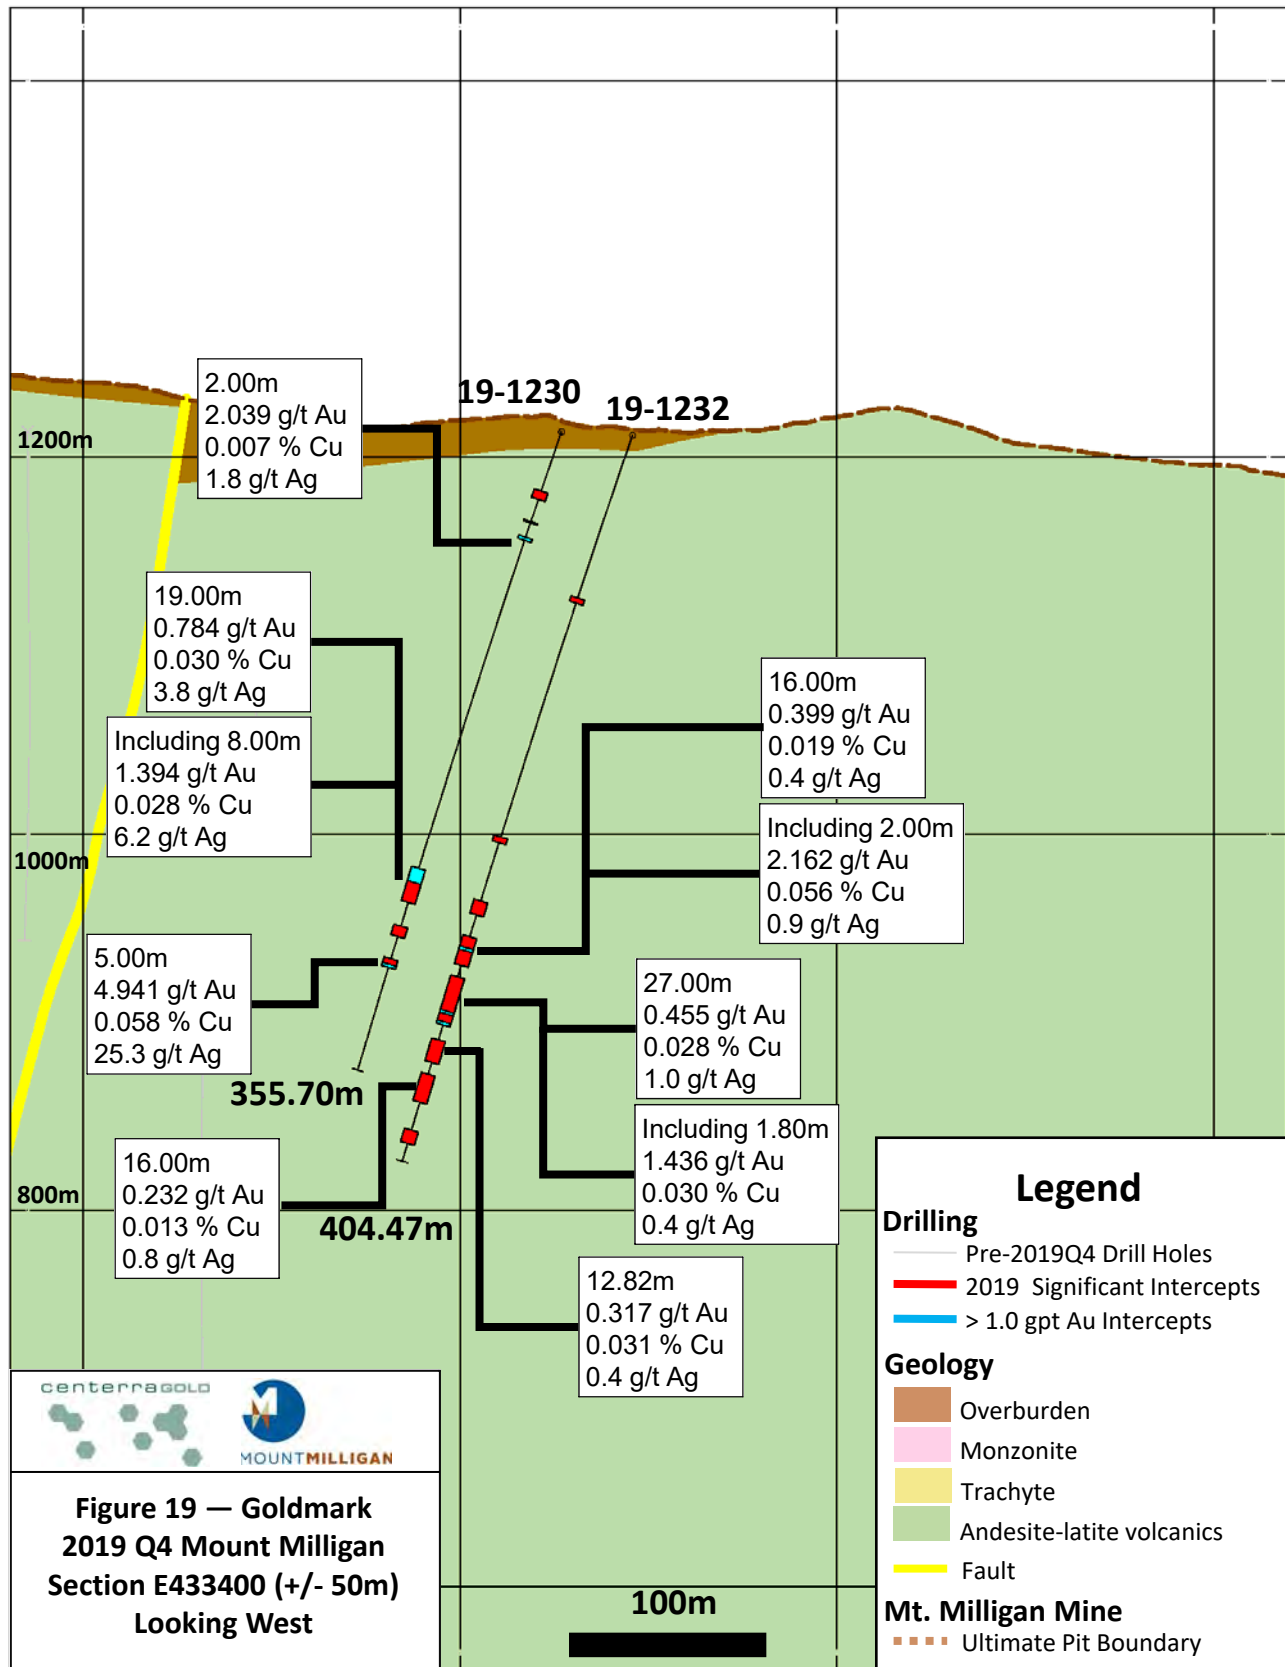 19-1230
19-1232
2.00m
2.039 g/t Au
0.007 % Cu
1.8 g/t Ag
1200m
19.00m
0.784 g/t Au
0.030 % Cu
3.8 g/t Ag
Including 8.00m
1.394 g/t Au
0.028 % Cu
6.2 g/t Ag
16.00m
0.399 g/t Au
0.019 % Cu
0.4 g/t Ag
Including 2.00m
2.162 g/t Au
0.056 % Cu
0.9 g/t Ag
1000m
5.00m
4.941 g/t Au
0.058 % Cu
25.3 g/t Ag
27.00m
0.455 g/t Au
0.028 % Cu
1.0 g/t Ag
355.70m
Including 1.80m
1.436 g/t Au
0.030 % Cu
0.4 g/t Ag
16.00m
0.232 g/t Au
0.013 % Cu
0.8 g/t Ag
800m
404.47m
12.82m
0.317 g/t Au
0.031 % Cu
0.4 g/t Ag
Legend
Drilling
Pre-2019Q4 Drill Holes
2019 Significant Intercepts
> 1.0 gpt Au Intercepts
Geology
Overburden
Monzonite
Trachyte
Andesite-latite volcanics
Fault
Mt. Milligan Mine
Ultimate Pit Boundary
centerraGOLD
MOUNTMILLIGAN
Figure 19 — Goldmark
2019 Q4 Mount Milligan
Section E433400 (+/- 50m)
Looking West
100m